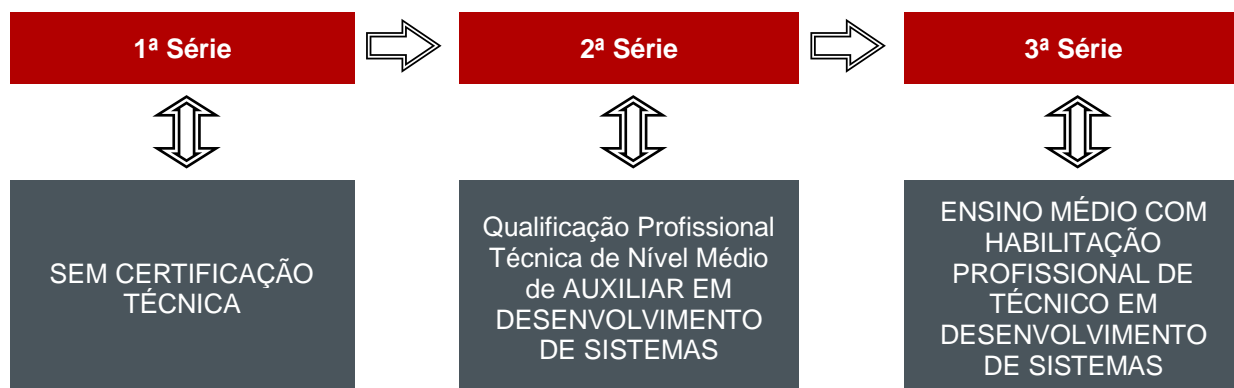 1ª Série
2ª Série
3ª Série
SEM CERTIFICAÇÃO
TÉCNICA
Qualificação Profissional
Técnica de Nível Médio
de AUXILIAR EM
DESENVOLVIMENTO
DE SISTEMAS
ENSINO MÉDIO COM
HABILITAÇÃO
PROFISSIONAL DE
TÉCNICO EM
DESENVOLVIMENTO
DE SISTEMAS